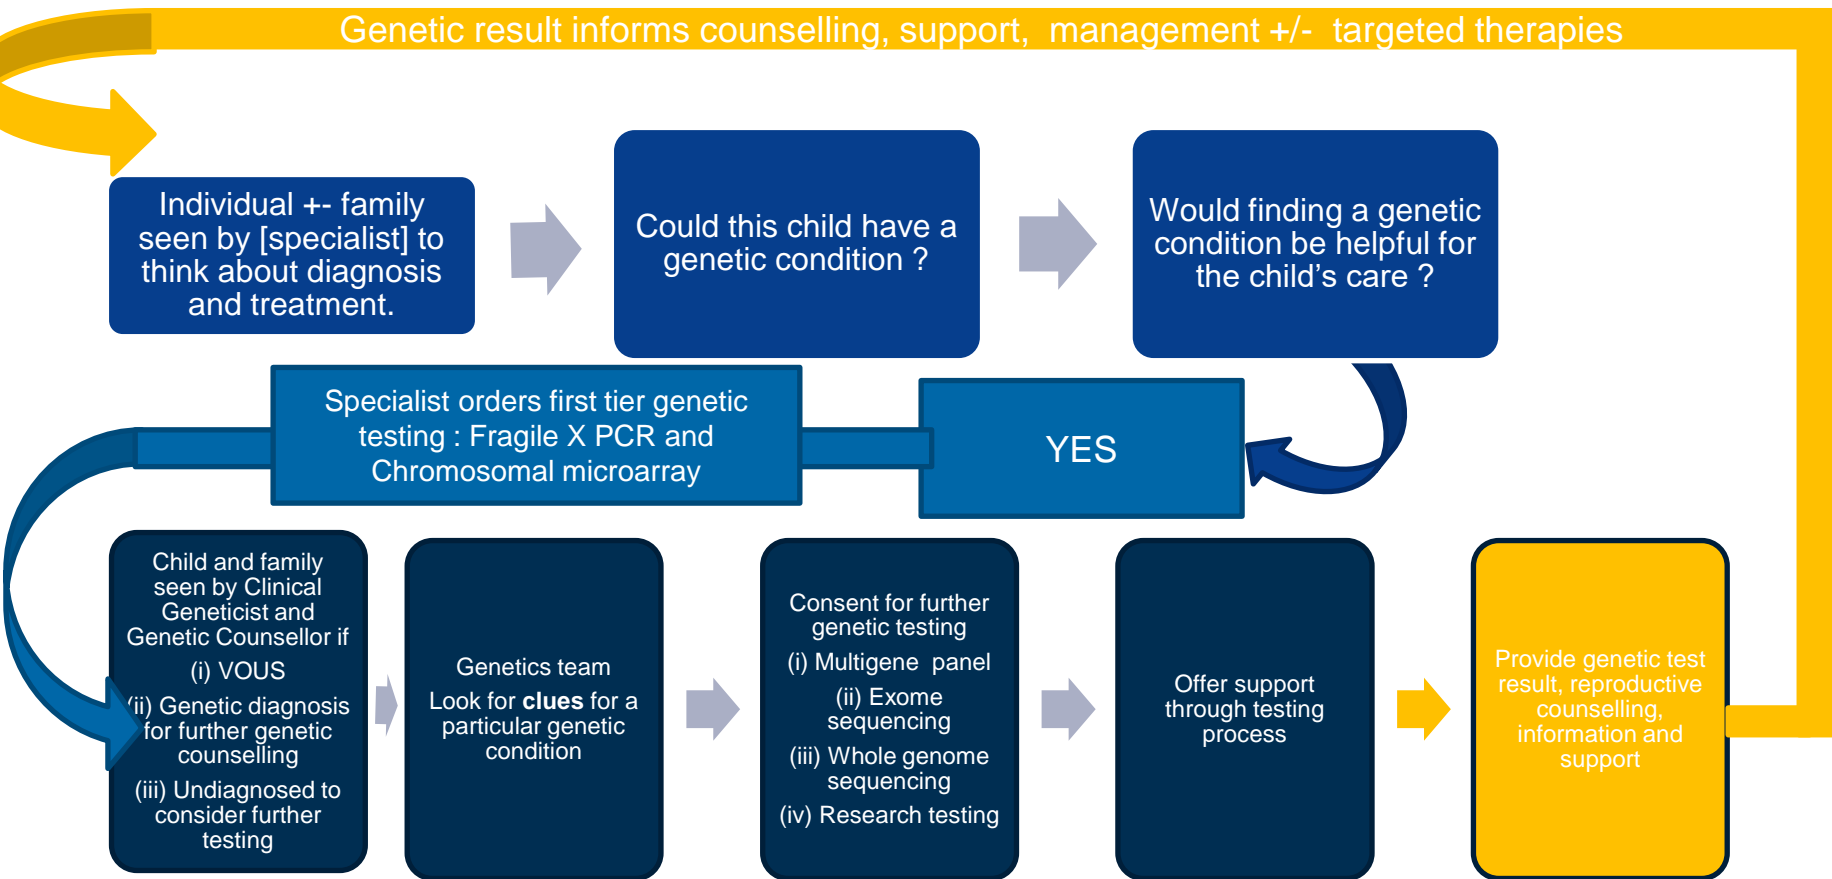 Genetic result informs counselling, support,  management +/-  targeted therapies
Individual +- family
seen by [specialist] to
think about diagnosis
and treatment.
Could this child have a
genetic condition ?
Would finding a genetic
condition be helpful for
the child’s care ?
Specialist orders first tier genetic
testing : Fragile X PCR and
Chromosomal microarray
YES
Child and family
seen by Clinical
Geneticist and
Genetic Counsellor if
(i) VOUS
(ii) Genetic diagnosis
for further genetic
counselling
(iii) Undiagnosed to
consider further
testing
Genetics team
Look for clues for a
particular genetic
condition
Consent for further
genetic testing
(i) Multigene  panel
(ii) Exome
sequencing
(iii) Whole genome
sequencing
(iv) Research testing
Offer support
through testing
process
Provide genetic test
result, reproductive
counselling,
information and
support